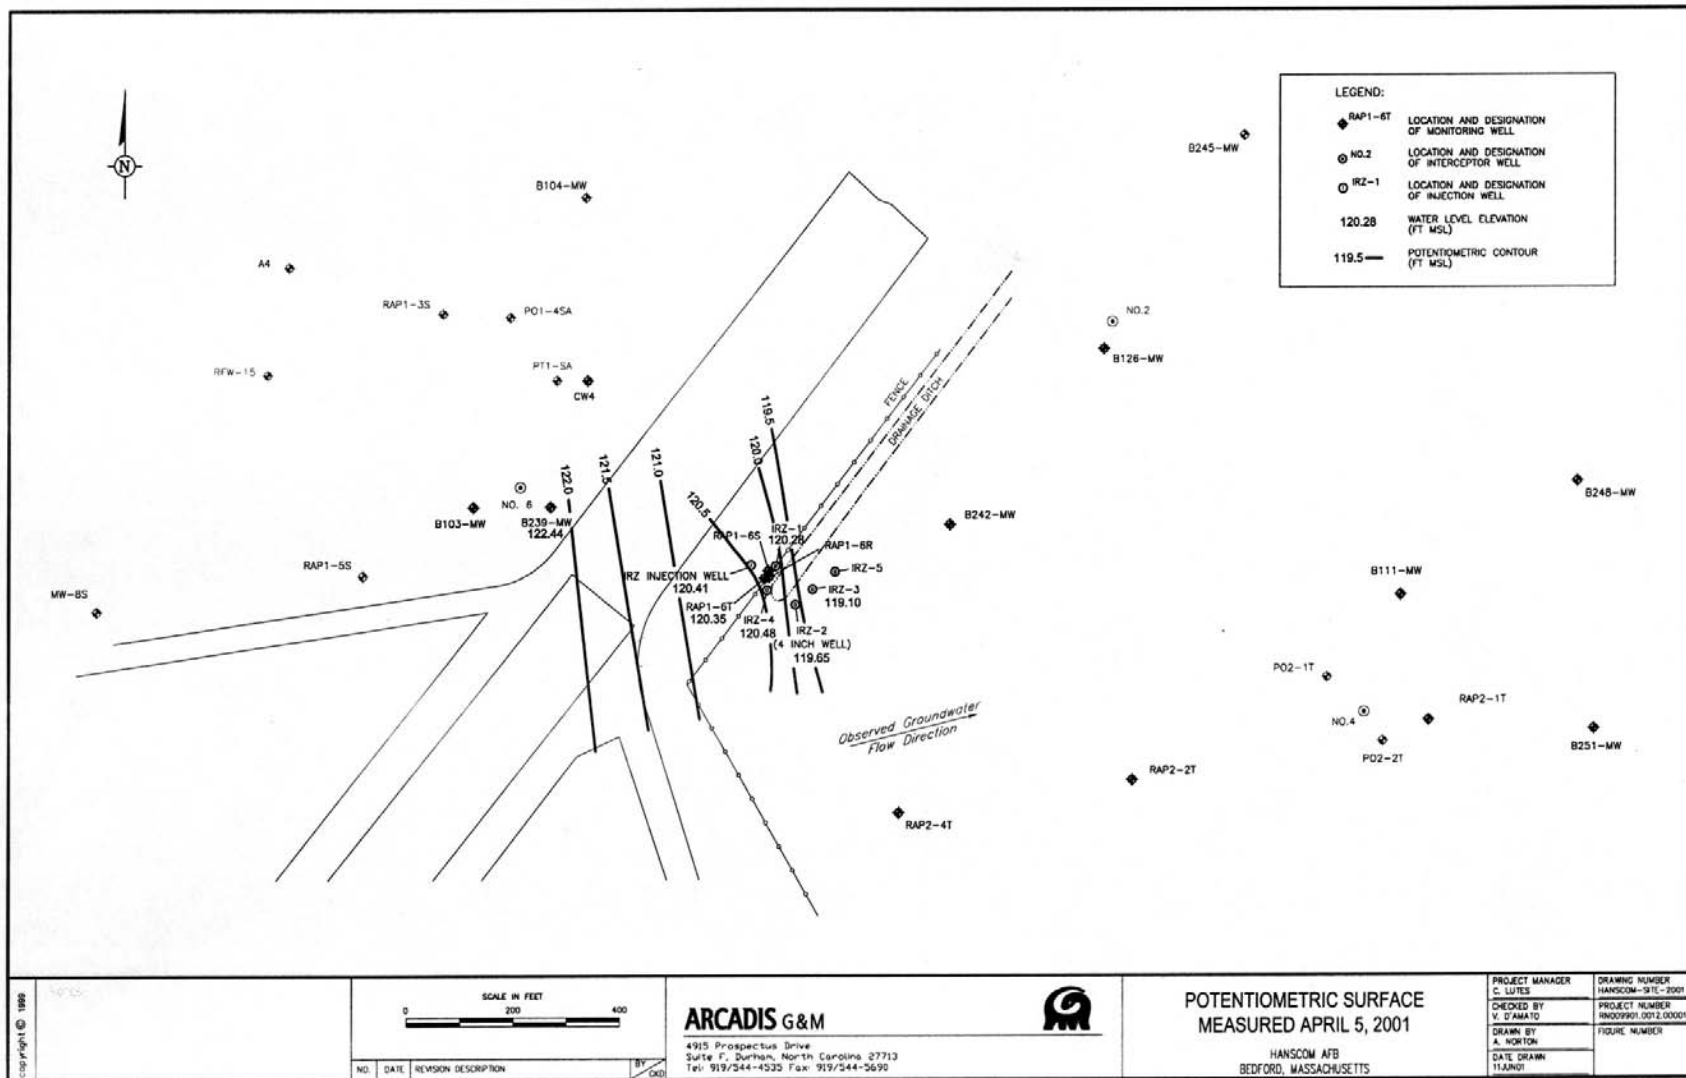 LEGEND:
RAP1-6T
LOCATION AND DESIGNATION
OF MONITORING WELL
NO.2
LOCATION AND DESIGNATION
OF INTERCEPTOR WELL
IRZ-1
LOCATION AND DESIGNATION
OF INJECTION WELL
120.28
WATER LEVEL ELEVATION
(FT MSL)
119.5
POTENTIOMETRIC CONTOUR
(FT MSL)
N
B245-MW
B104-MW
A4
RAP1-3S
PO1-4SA
NO.2
B126-MW
RFW-15
PT1-SA
CW4
FENCE
DRAINAGE DITCH
119.5
120.0
121.0
121.5
122.0
120.5
NO. 6
B103-MW
B239-MW
122.44
B248-MW
B242-MW
RAP1-6S
IRZ-1
120.28
RAP1-6R
RAP1-5S
IRZ INJECTION WELL
120.41
IRZ-5
B111-MW
MW-8S
RAP1-6T
120.35
IRZ-3
119.10
IRZ-4
120.48
IRZ-2
(4 INCH WELL)
119.65
PO2-1T
RAP2-1T
NO.4
PO2-2T
B251-MW
Observed Groundwater
Flow Direction
RAP2-2T
RAP2-4T
copyright © 1999
SCALE IN FEET
0 200 400
NO. DATE REVISION DESCRIPTION BY CKD
ARCADIS G&M
4915 Prospectus Drive
Suite F, Durham, North Carolina 27713
Tel: 919/544-4535 Fax: 919/544-5690
POTENTIOMETRIC SURFACE
MEASURED APRIL 5, 2001
HANSCOM AFB
BEDFORD, MASSACHUSETTS
PROJECT MANAGER
C. LUTES
DRAWING NUMBER
HANSCOM-SITE-2001
CHECKED BY
V. D'AMATO
PROJECT NUMBER
RN009901.0012.00001
DRAWN BY
A. NORTON
FIGURE NUMBER
DATE DRAWN
11JUN01